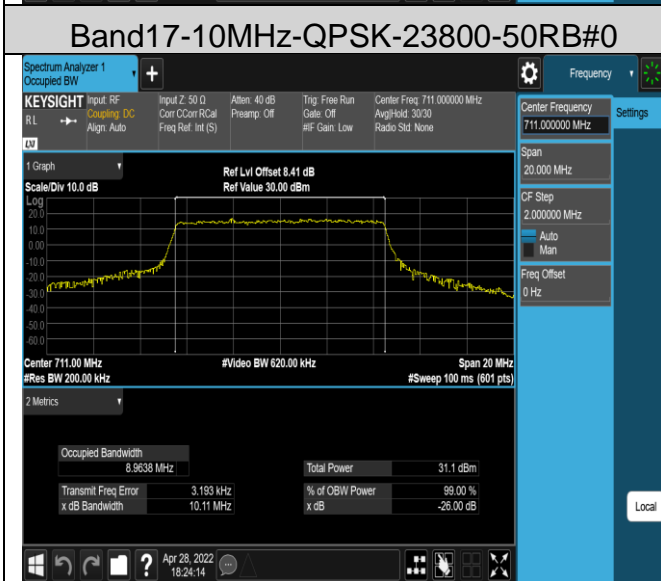 Band17-10MHz-QPSK-23800-50RB#0
Spectrum Analyzer 1
Occupied BW
+
Frequency
KEYSIGHT
RL
Input: RF
Coupling: DC
Align: Auto
Input Z: 50 Ω
Corr CCorr RCal
Freq Ref: Int (S)
Atten: 40 dB
Preamp: Off
Trig: Free Run
Gate: Off
#IF Gain: Low
Center Freq: 711.000000 MHz
Avg|Hold: 30/30
Radio Std: None
Center Frequency
711.000000 MHz
Settings
Span
20.000 MHz
CF Step
2.000000 MHz
Auto
Man
Freq Offset
0 Hz
Local
1 Graph
Scale/Div 10.0 dB
Ref Lvl Offset 8.41 dB
Ref Value 30.00 dBm
Log
20.0
10.0
0.00
-10.0
-20.0
-30.0
-40.0
-50.0
-60.0
Center 711.00 MHz
#Video BW 620.00 kHz
Span 20 MHz
#Res BW 200.00 kHz
#Sweep 100 ms (601 pts)
2 Metrics
Occupied Bandwidth
8.9638 MHz
Total Power 31.1 dBm
Transmit Freq Error 3.193 kHz
% of OBW Power 99.00 %
x dB Bandwidth 10.11 MHz
x dB -26.00 dB
?
Apr 28, 2022
18:24:14